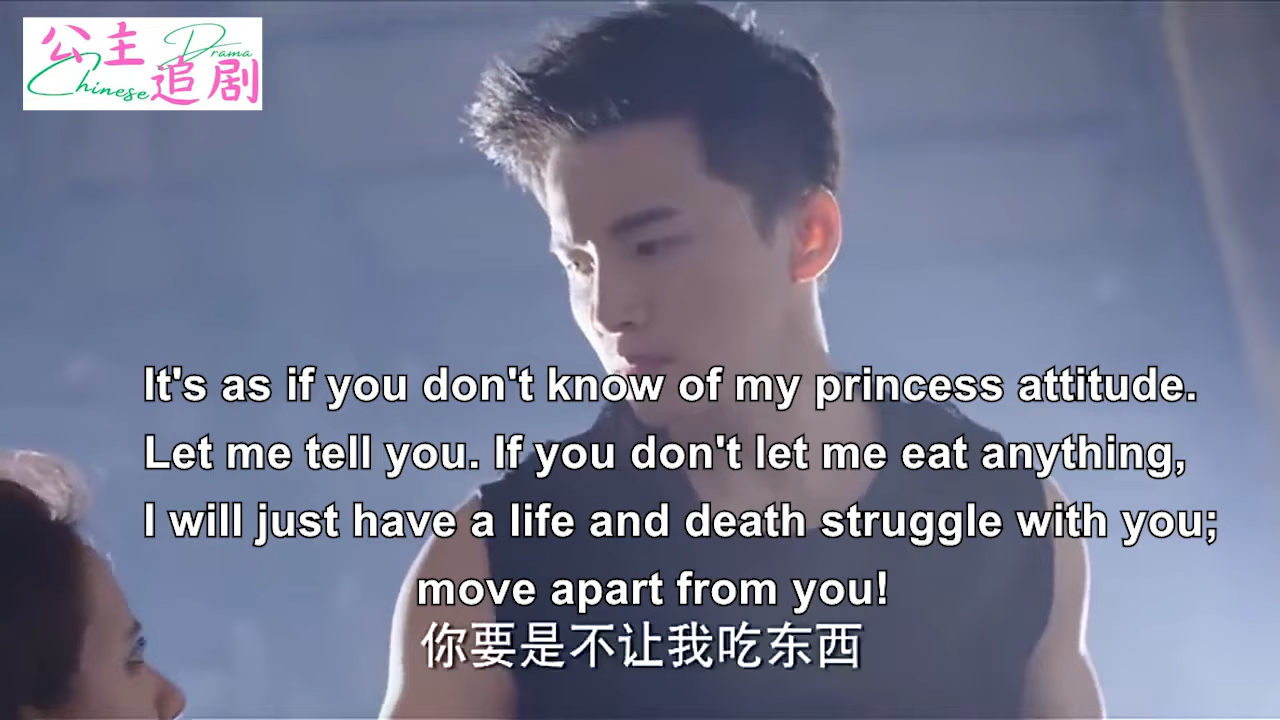 公主 Drama
Chinese 追剧
It's as if you don't know of my princess attitude.
Let me tell you. If you don't let me eat anything,
I will just have a life and death struggle with you;
move apart from you!
你要是不让我吃东西